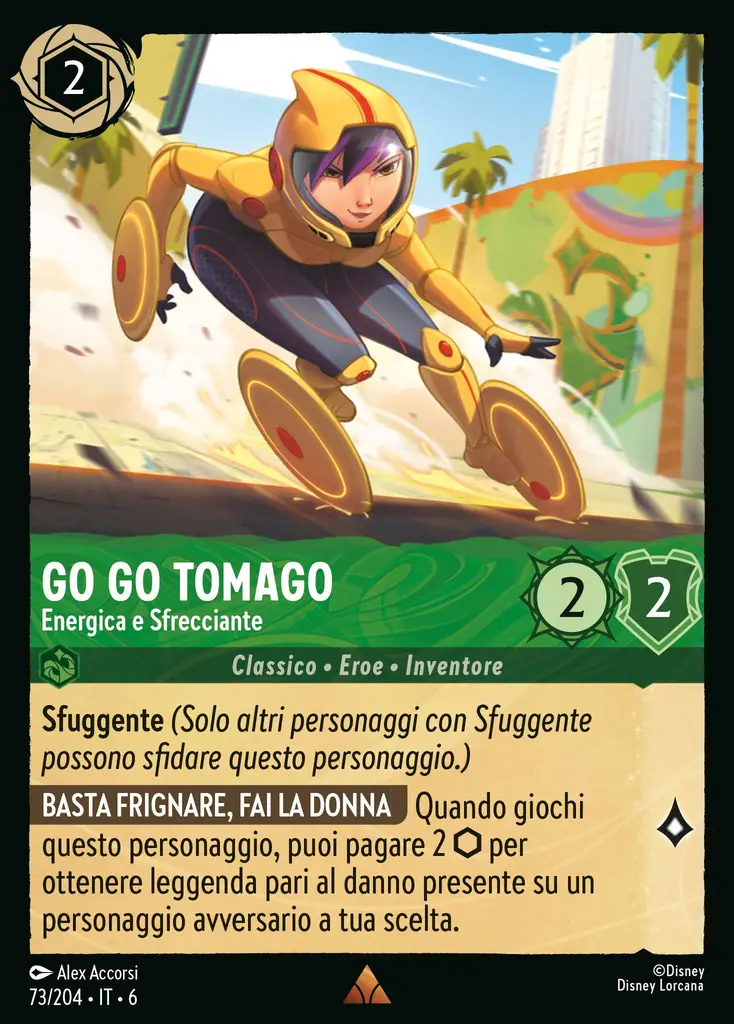 2
GO GO TOMAGO
Energica e Sfrecciante
2
2
Classico • Eroe • Inventore
Sfuggente (Solo altri personaggi con Sfuggente
possono sfidare questo personaggio.)
BASTA FRIGNARE, FAI LA DONNA Quando giochi
questo personaggio, puoi pagare 2 ⬡ per
ottenere leggenda pari al danno presente su un
personaggio avversario a tua scelta.
Alex Accorsi
©Disney
73/204 • IT • 6
Disney Lorcana